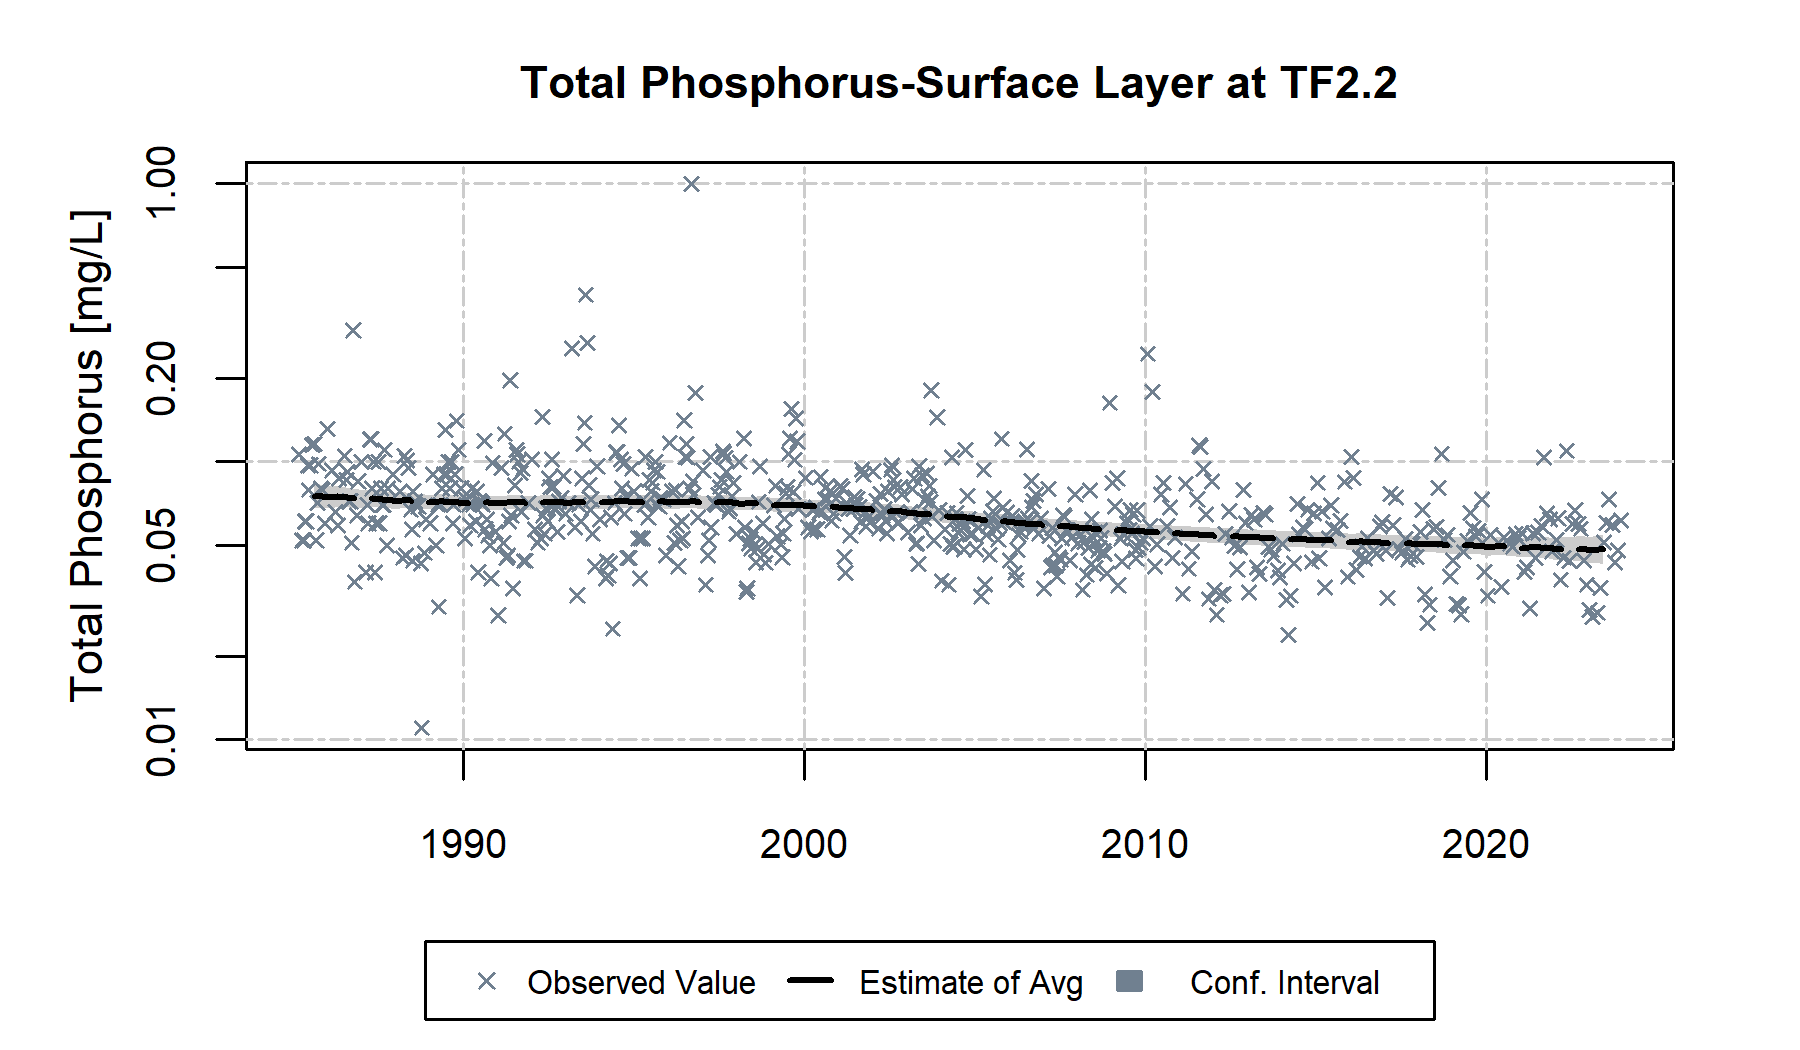 Total Phosphorus-Surface Layer at TF2.2
Total Phosphorus [mg/L]
1.00
0.20
0.05
0.01
1990 2000 2010 2020
Observed Value Estimate of Avg Conf. Interval